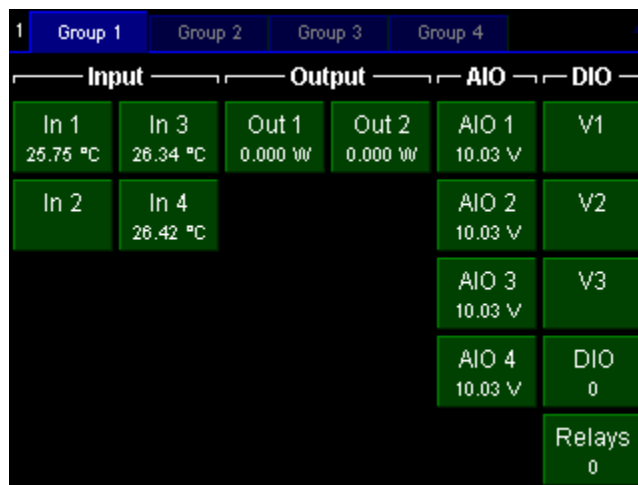 1 Group 1 Group 2 Group 3 Group 4
Input Output AIO DIO
In 1 In 3 Out 1 Out 2 AIO 1 V1
25.75 °C 26.34 °C 0.000 W 0.000 W 10.03 V
In 2 In 4 AIO 2 V2
26.42 °C 10.03 V
AIO 3 V3
10.03 V
AIO 4 DIO
10.03 V 0
Relays
0